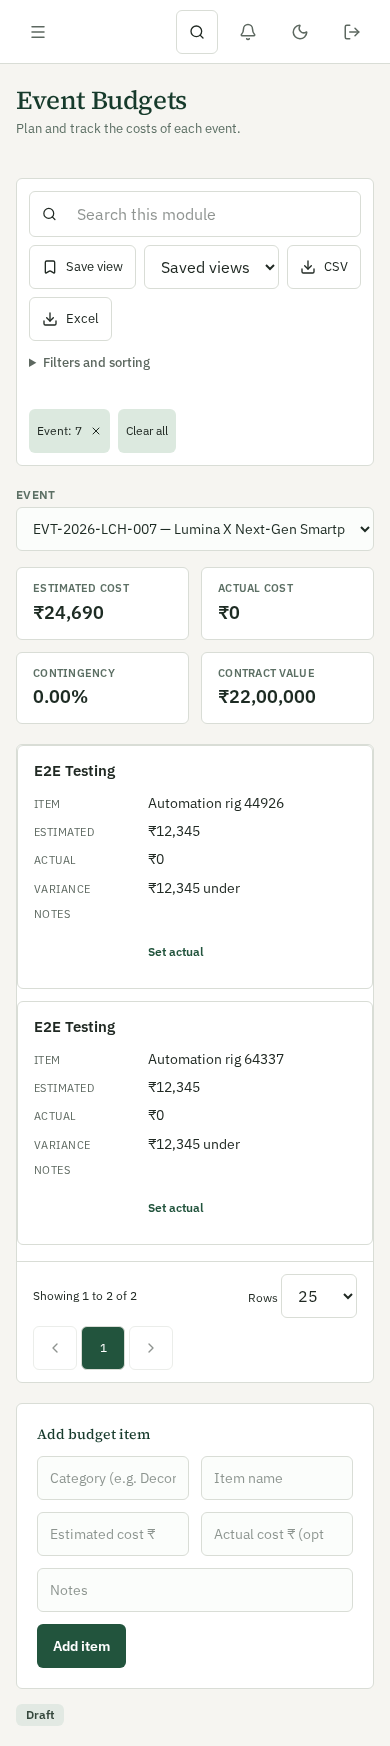 Event Budgets
Plan and track the costs of each event.
Search this module
Save view
Saved views
CSV
Excel
Filters and sorting
Event: 7
Clear all
EVENT
EVT-2026-LCH-007 — Lumina X Next-Gen Smartp
ESTIMATED COST
₹24,690
ACTUAL COST
₹0
CONTINGENCY
0.00%
CONTRACT VALUE
₹22,00,000
E2E Testing
ITEM Automation rig 44926
ESTIMATED ₹12,345
ACTUAL ₹0
VARIANCE ₹12,345 under
NOTES
Set actual
E2E Testing
ITEM Automation rig 64337
ESTIMATED ₹12,345
ACTUAL ₹0
VARIANCE ₹12,345 under
NOTES
Set actual
Showing 1 to 2 of 2
Rows 25
1
Add budget item
Category (e.g. Decor
Item name
Estimated cost ₹
Actual cost ₹ (opt
Notes
Add item
Draft